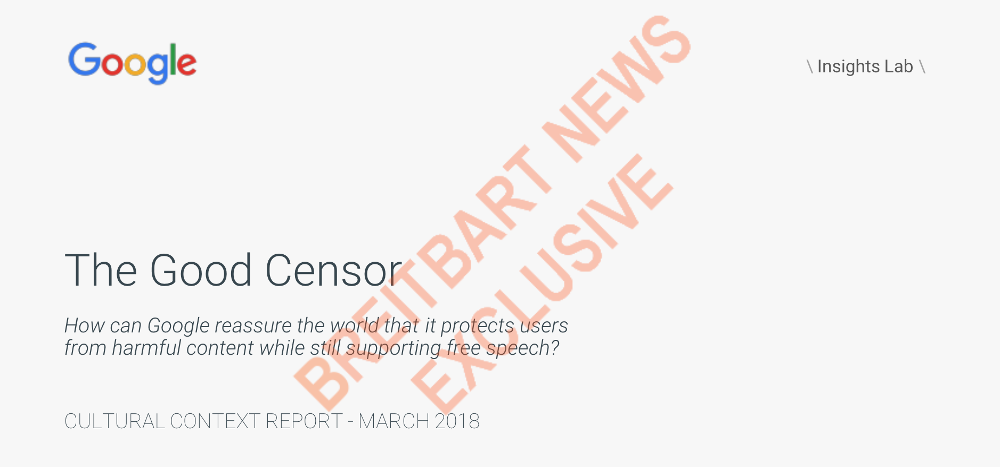 Google
\ Insights Lab \
The Good Censor
How can Google reassure the world that it protects users
from harmful content while still supporting free speech?
CULTURAL CONTEXT REPORT - MARCH 2018
BREITBART NEWS
EXCLUSIVE